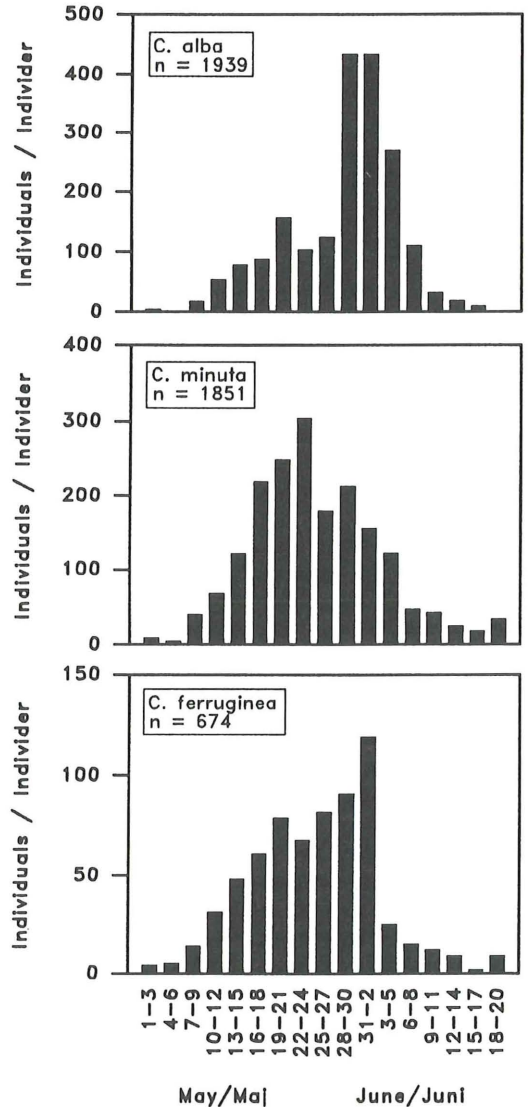 500
400
300
200
100
0
Individuals / Individer
C. alba
n = 1939
400
300
200
100
0
Individuals / Individer
C. minuta
n = 1851
150
100
50
0
Individuals / Individer
C. ferruginea
n = 674
1-3
4-6
7-9
10-12
13-15
16-18
19-21
22-24
25-27
28-30
31-2
3-5
6-8
9-11
12-14
15-17
18-20
May/Maj
June/Juni